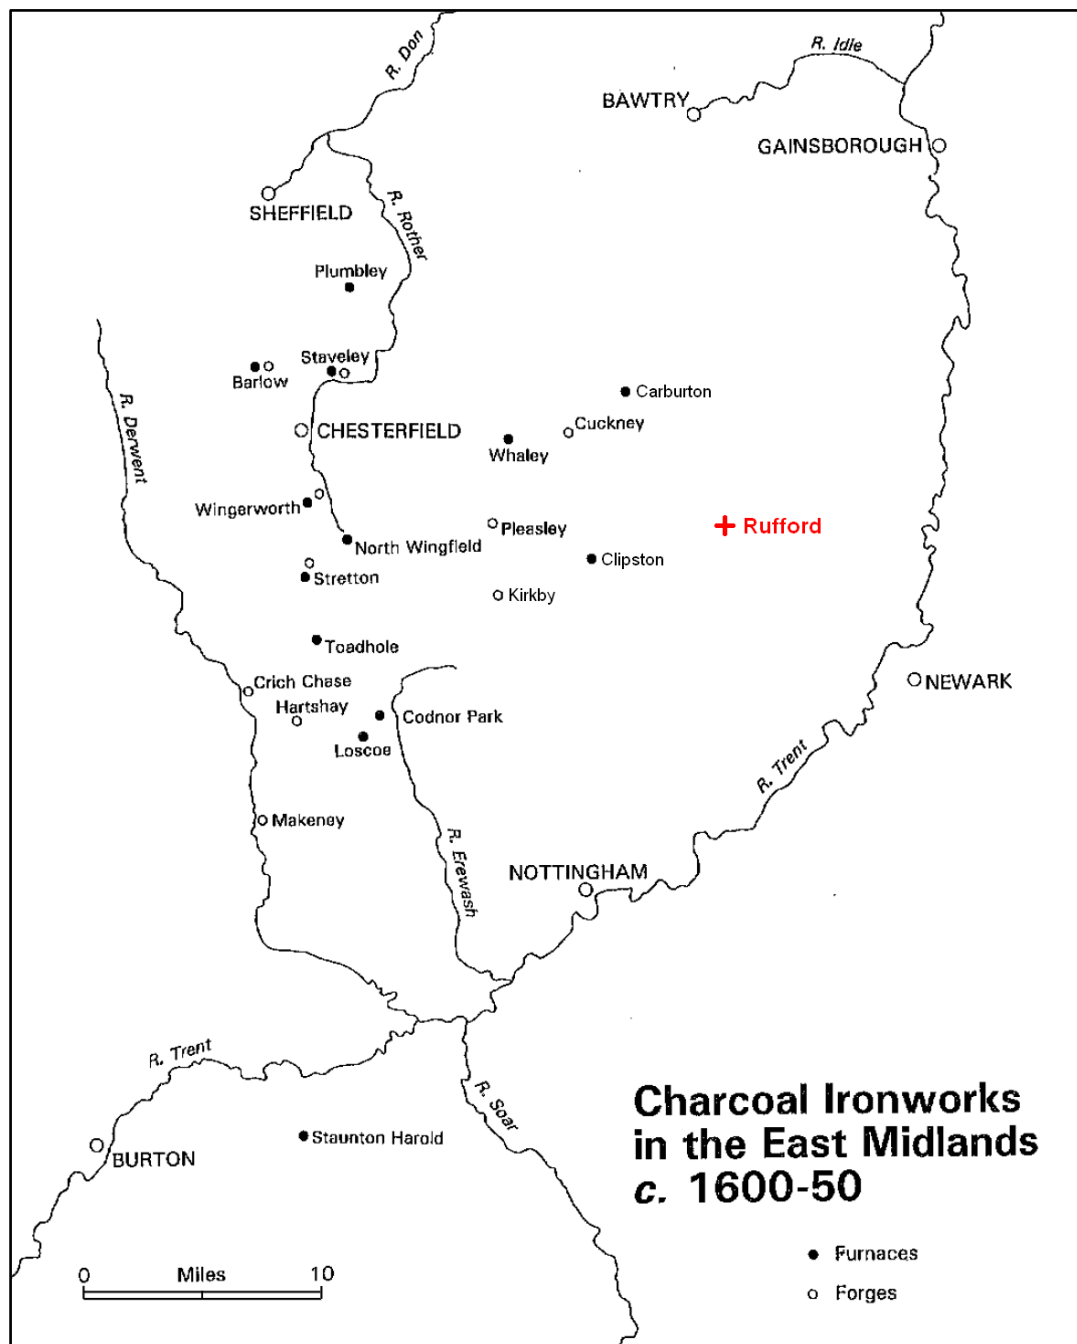 R. Don
R. Idle
BAWTRY
GAINSBOROUGH
SHEFFIELD
R. Rother
Plumbley
Staveley
Barlow
R. Derwent
Carburton
Cuckney
CHESTERFIELD
Whaley
Wingerworth
Pleasley
Rufford
North Wingfield
Clipston
Stretton
Kirkby
Toadhole
Crich Chase
NEWARK
Hartshay
Codnor Park
Loscoe
R. Trent
Makeney
R. Erewash
NOTTINGHAM
R. Trent
R. Soar
Charcoal Ironworks
in the East Midlands
c. 1600-50
Staunton Harold
BURTON
Furnaces
0 Miles 10
Forges